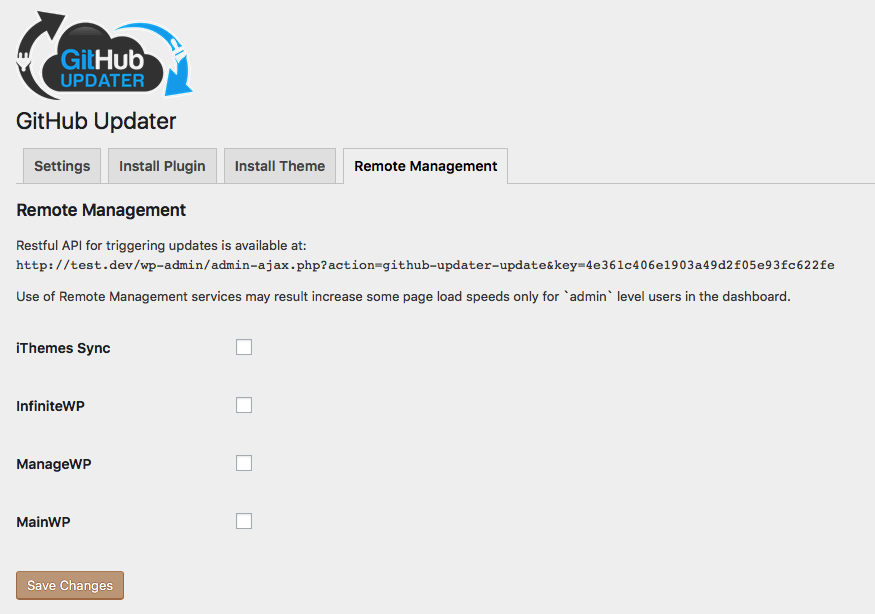 GitHub
UPDATER
GitHub Updater
Settings
Install Plugin
Install Theme
Remote Management
Remote Management
Restful API for triggering updates is available at:
http://test.dev/wp-admin/admin-ajax.php?action=github-updater-update&key=4e361c406e1903a49d2f05e93fc622fe
Use of Remote Management services may result increase some page load speeds only for `admin` level users in the dashboard.
iThemes Sync
InfiniteWP
ManageWP
MainWP
Save Changes